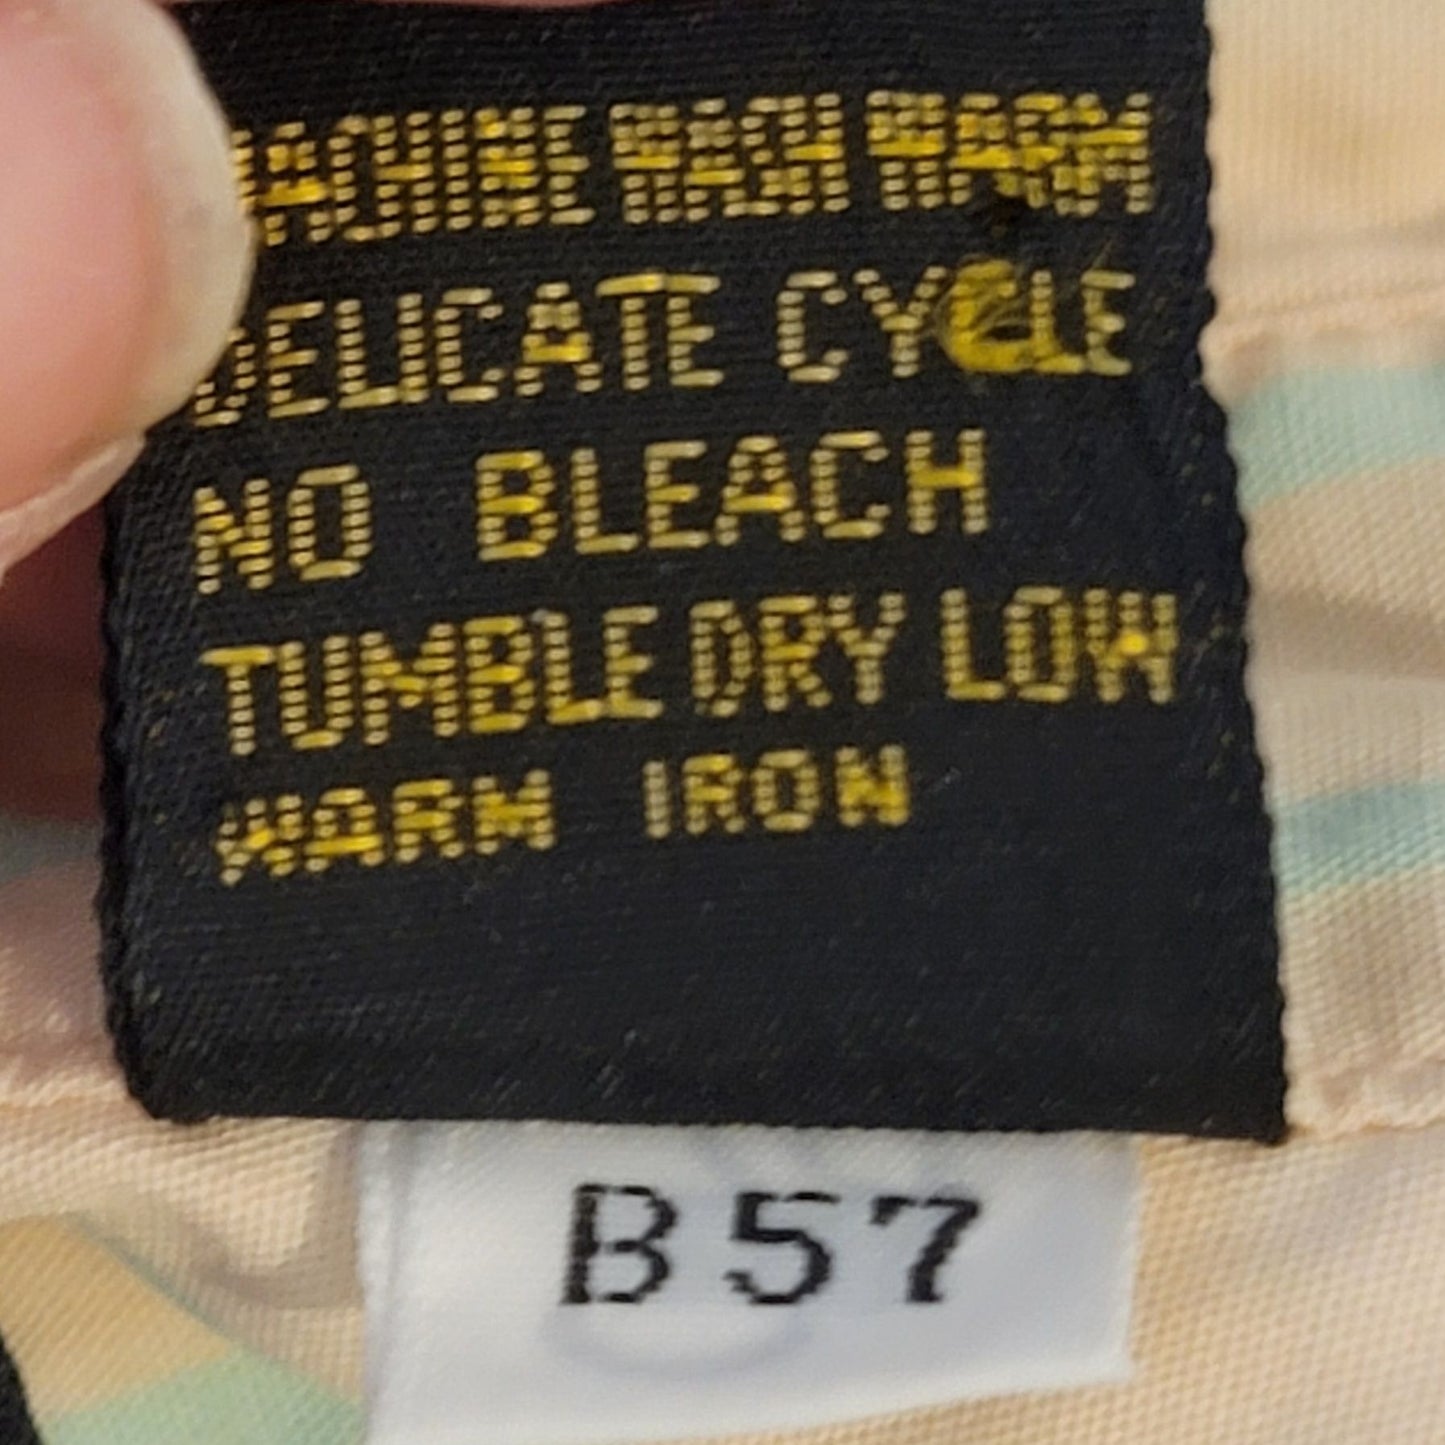 MACHINE WASH WARM
DELICATE CYCLE
NO BLEACH
TUMBLE DRY LOW
WARM IRON
B57